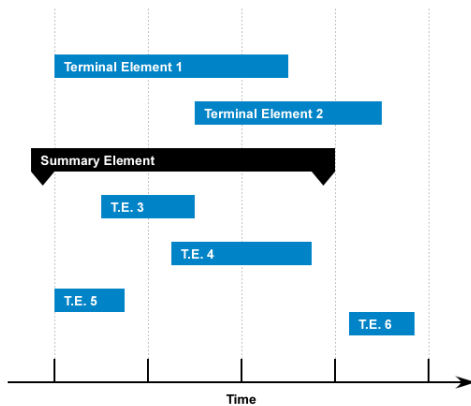 Terminal Element 1
Terminal Element 2
Summary Element
T.E. 3
T.E. 4
T.E. 5
T.E. 6
Time